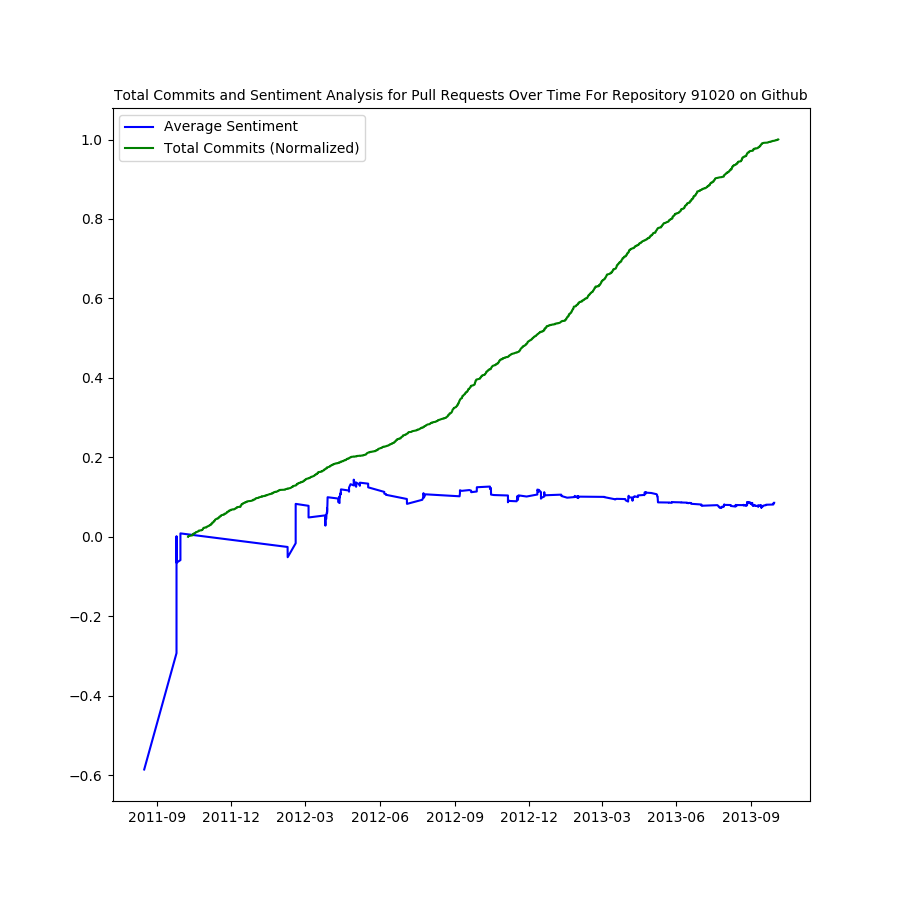 Total Commits and Sentiment Analysis for Pull Requests Over Time For Repository 91020 on Github
Average Sentiment
Total Commits (Normalized)
1.0
0.8
0.6
0.4
0.2
0.0
−0.2
−0.4
−0.6
2011-09 2011-12 2012-03 2012-06 2012-09 2012-12 2013-03 2013-06 2013-09